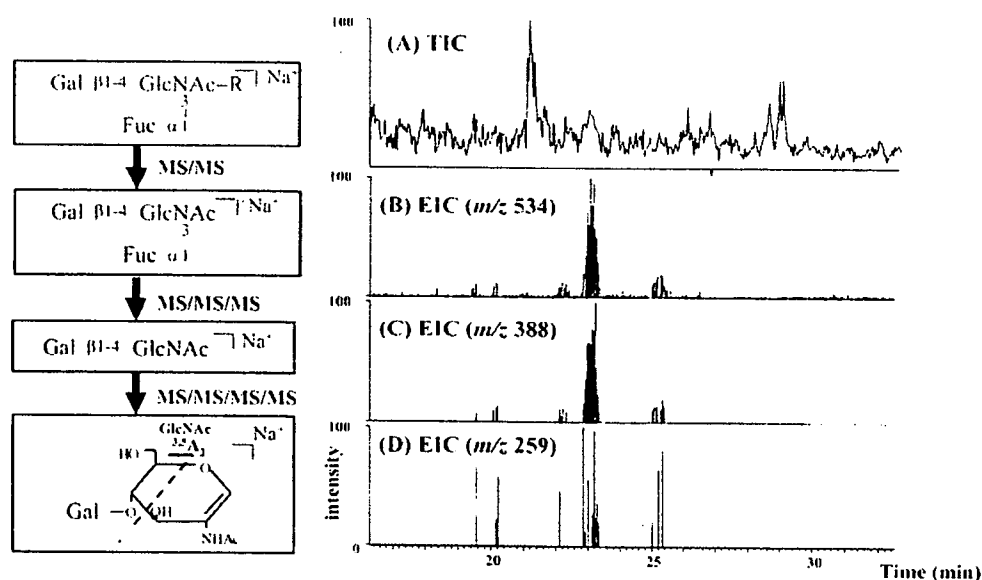 Gal β1-4 GlcNAc-R Na+
3
Fuc α1
MS/MS
Gal β1-4 GlcNAc Na+
3
Fuc α1
MS/MS/MS
Gal β1-4 GlcNAc Na+
MS/MS/MS/MS
GlcNAc
3,5A2
Na+
HO
O
Gal O OH
NHAc
100
(A) TIC
100
(B) EIC (m/z 534)
100
(C) EIC (m/z 388)
100
(D) EIC (m/z 259)
intensity
0
20 25 30
Time (min)